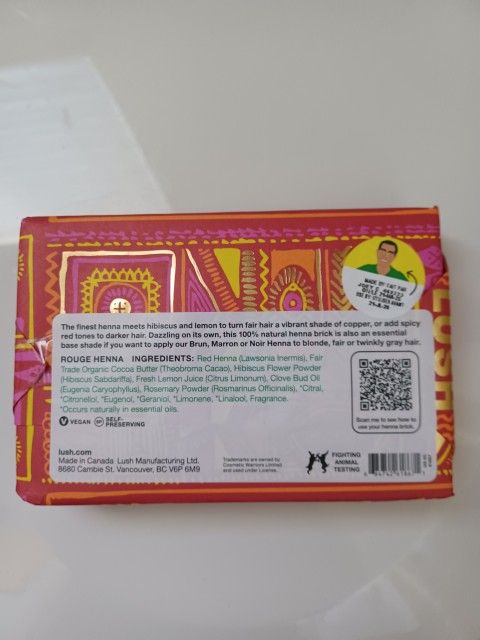 MADE BY: CAIT PAIR
The finest henna meets hibiscus and lemon to turn fair hair a vibrant shade of copper, or add spicy
red tones to darker hair. Dazzling on its own, this 100% natural henna brick is also an essential
base shade if you want to apply our Brun, Marron or Noir Henna to blonde, fair or twinkly gray hair.
ROUGE HENNA INGREDIENTS: Red Henna (Lawsonia Inermis), Fair
Trade Organic Cocoa Butter (Theobroma Cacao), Hibiscus Flower Powder
(Hibiscus Sabdariffa), Fresh Lemon Juice (Citrus Limonum), Clove Bud Oil
(Eugenia Caryophyllus), Rosemary Powder (Rosmarinus Officinalis), *Citral,
*Citronellol, *Eugenol, *Geraniol, *Limonene, *Linalool, Fragrance.
*Occurs naturally in essential oils.
VEGAN SELF-
PRESERVING
Scan me to see how to
use your henna brick.
lush.com
Made in Canada Lush Manufacturing Ltd.
8680 Cambie St. Vancouver, BC V6P 6M9
Trademarks are owned by
Cosmetic Warriors Limited
and used under License.
FIGHTING
ANIMAL
TESTING
LUSH